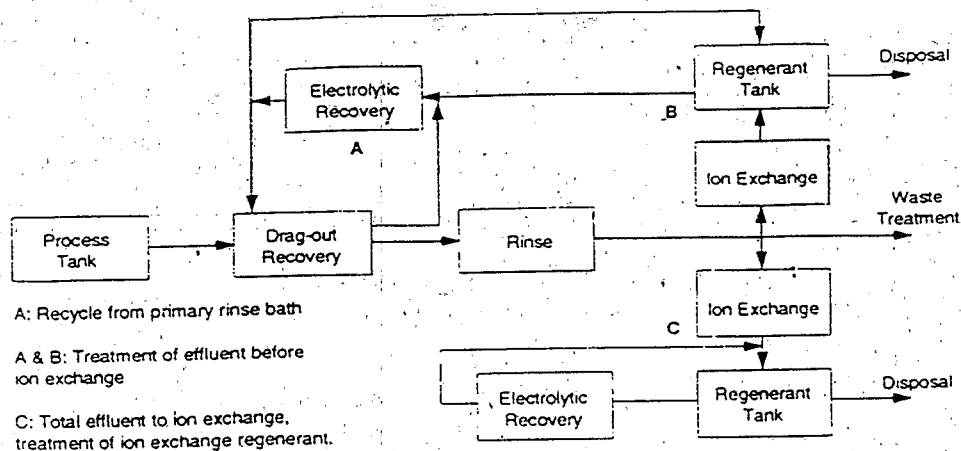 Electrolytic
Recovery
A
Regenerant
Tank
Disposal
B
Ion Exchange
Waste
Treatment
Process
Tank
Drag-out
Recovery
Rinse
A: Recycle from primary rinse bath
A & B: Treatment of effluent before
ion exchange
C: Total effluent to ion exchange,
treatment of ion exchange regenerant.
Ion Exchange
C
Electrolytic
Recovery
Regenerant
Tank
Disposal